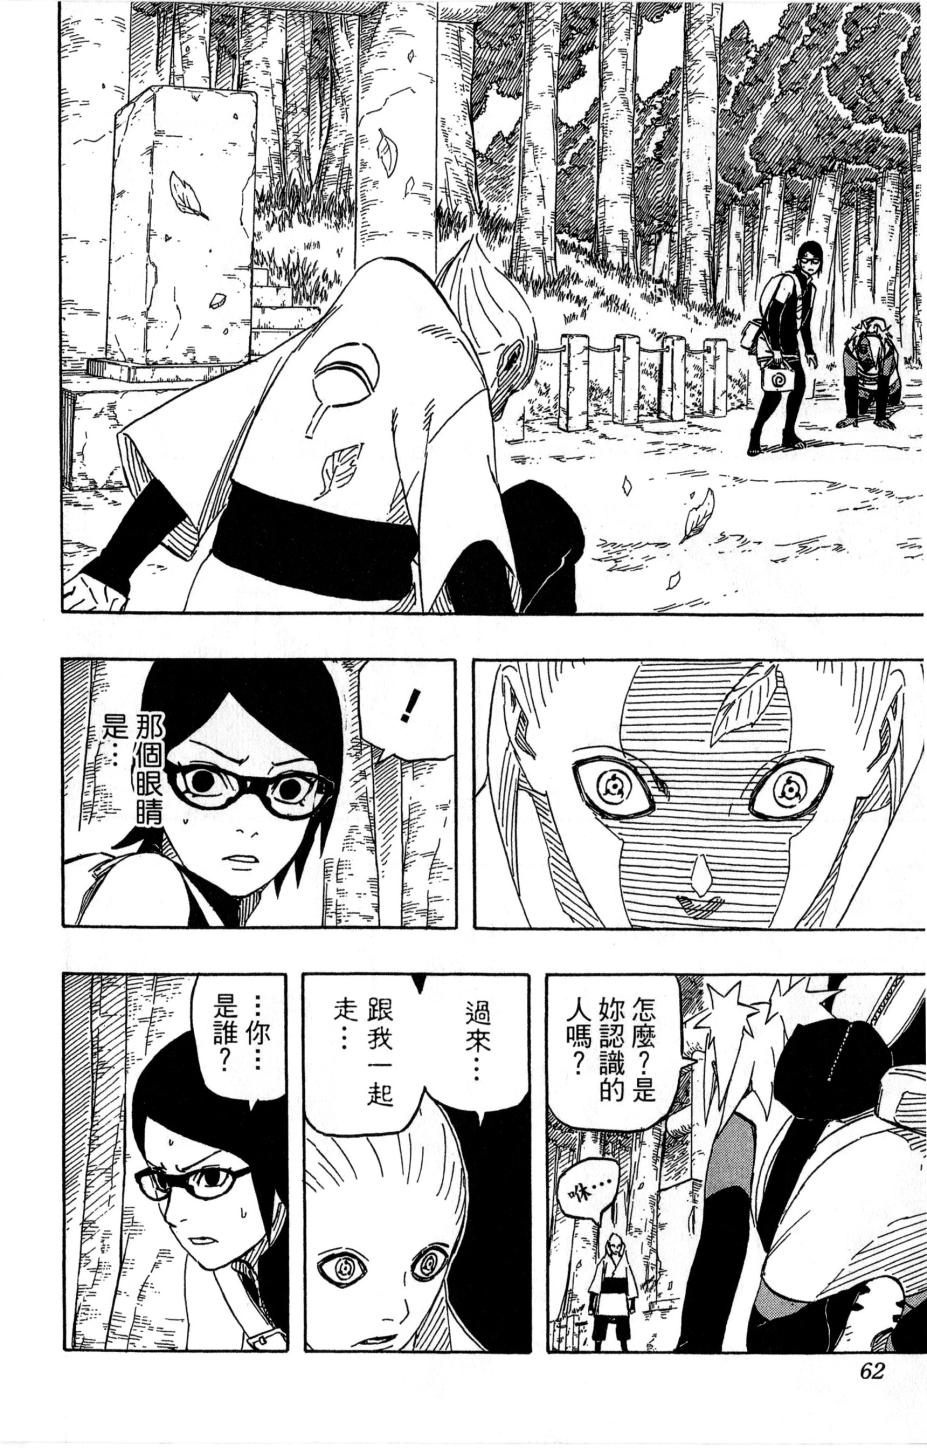 ！
那個眼睛
是…
怎麼？是
妳認識的
人嗎？
咻…
過來…
跟我一起
走…
…你…
是誰？
62